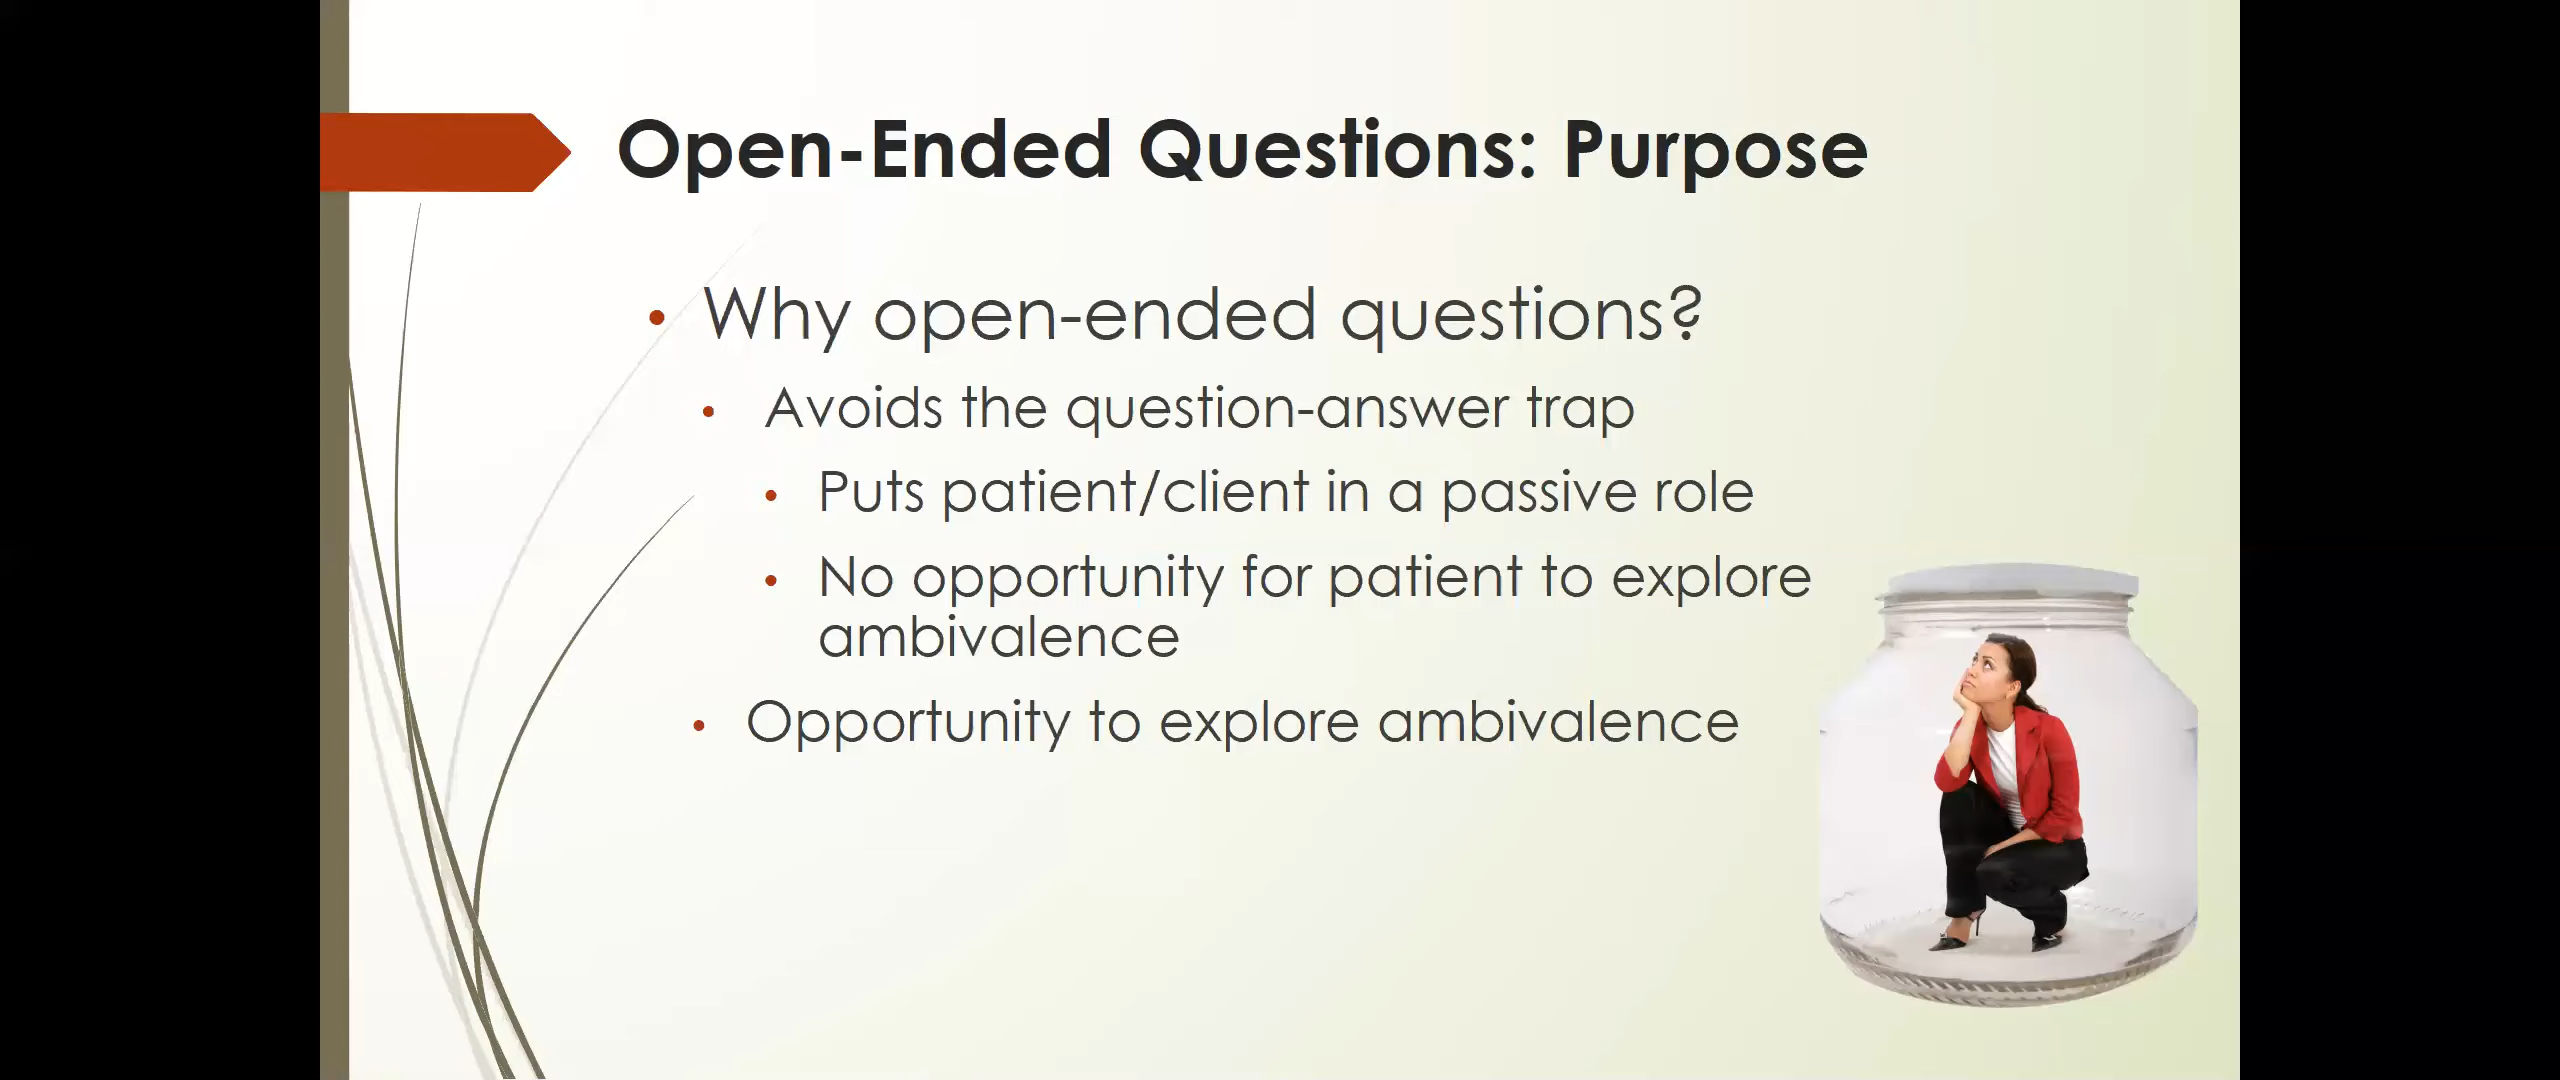 Open-Ended Questions: Purpose
• Why open-ended questions?
• Avoids the question-answer trap
• Puts patient/client in a passive role
• No opportunity for patient to explore
ambivalence
• Opportunity to explore ambivalence